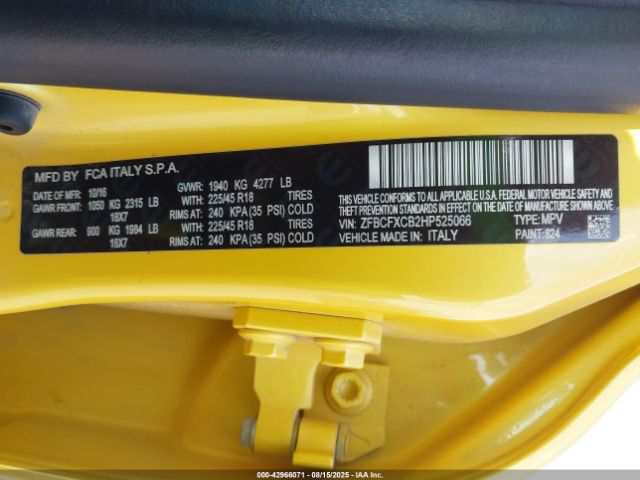 MFD BY FCA ITALY S.P.A.
DATE OF MFR: 10/16 GVWR: 1940 KG 4277 LB
GAWR FRONT: 1050 KG 2315 LB WITH 225/45 R18 TIRES
18X7 RIMS AT: 240 KPA (35 PSI) COLD
GAWR REAR: 900 KG 1984 LB WITH 225/45 R18 TIRES
18X7 RIMS AT: 240 KPA (35 PSI) COLD
THIS VEHICLE CONFORMS TO ALL APPLICABLE U.S.A. FEDERAL MOTOR VEHICLE SAFETY,
BUMPER, AND THEFT PREVENTION STANDARDS IN EFFECT ON THE DATE OF MANUFACTURE SHOWN ABOVE.
VIN: ZFBCFXCB2HP525066 TYPE: MPV
VEHICLE MADE IN: ITALY PAINT: 824
000-42966071 - 08/15/2025 - IAAI.com